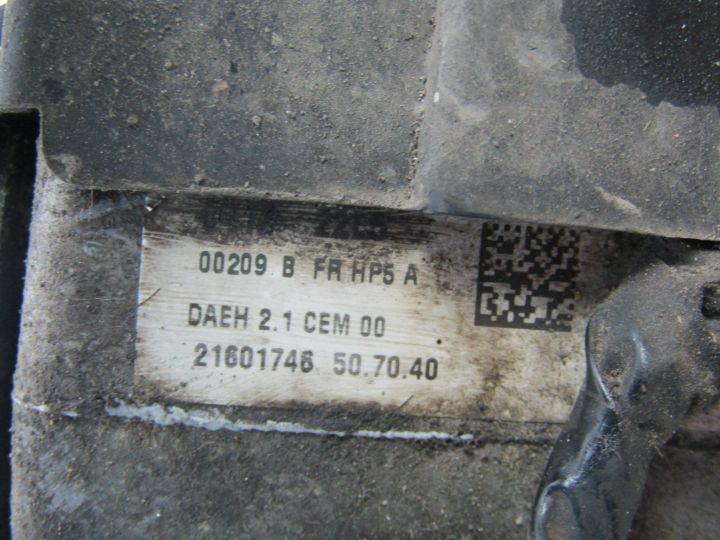 00209 B FR HP5 A
DAEH 2.1 CEM 00
21601746 50.70.40